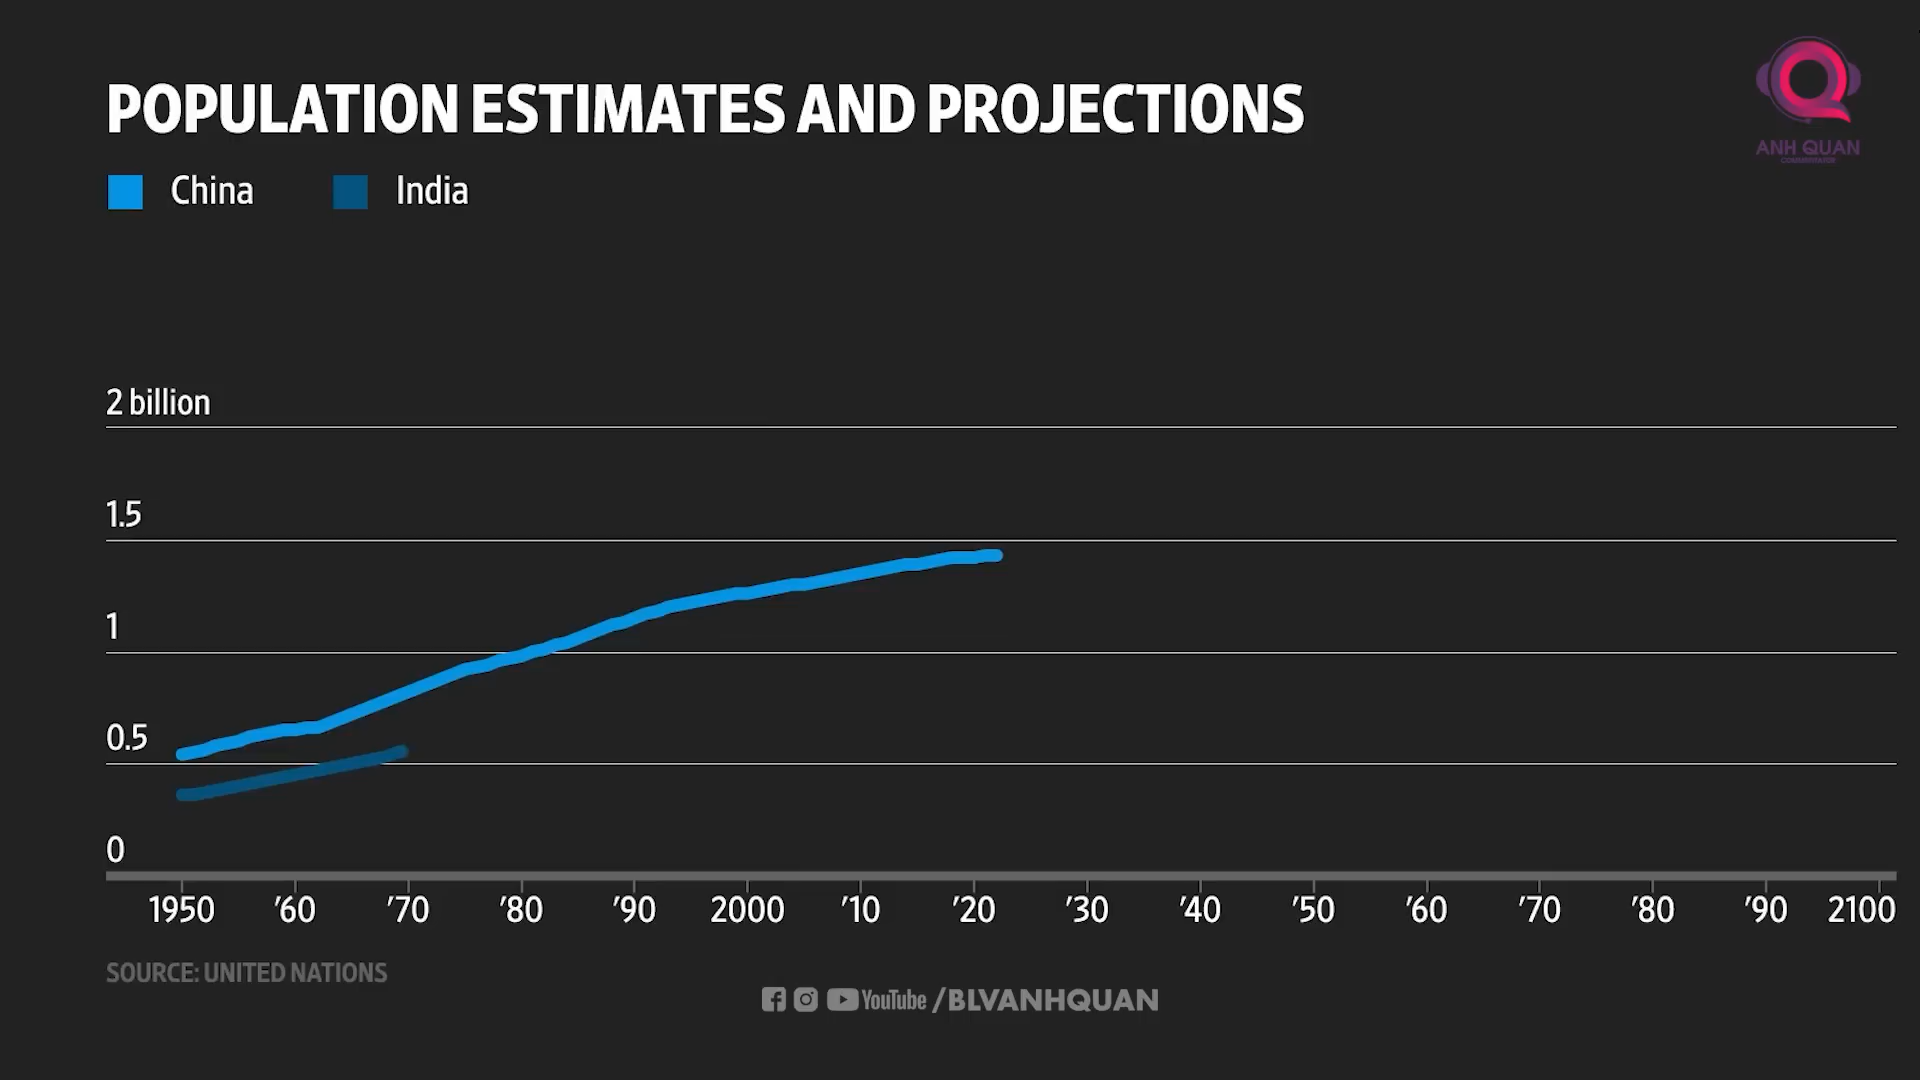 POPULATION ESTIMATES AND PROJECTIONS
ANH QUAN
COMMENTATOR
China India
2 billion
1.5
1
0.5
0
1950 '60 '70 '80 '90 2000 '10 '20 '30 '40 '50 '60 '70 '80 '90 2100
SOURCE: UNITED NATIONS
YouTube /BLVANHQUAN